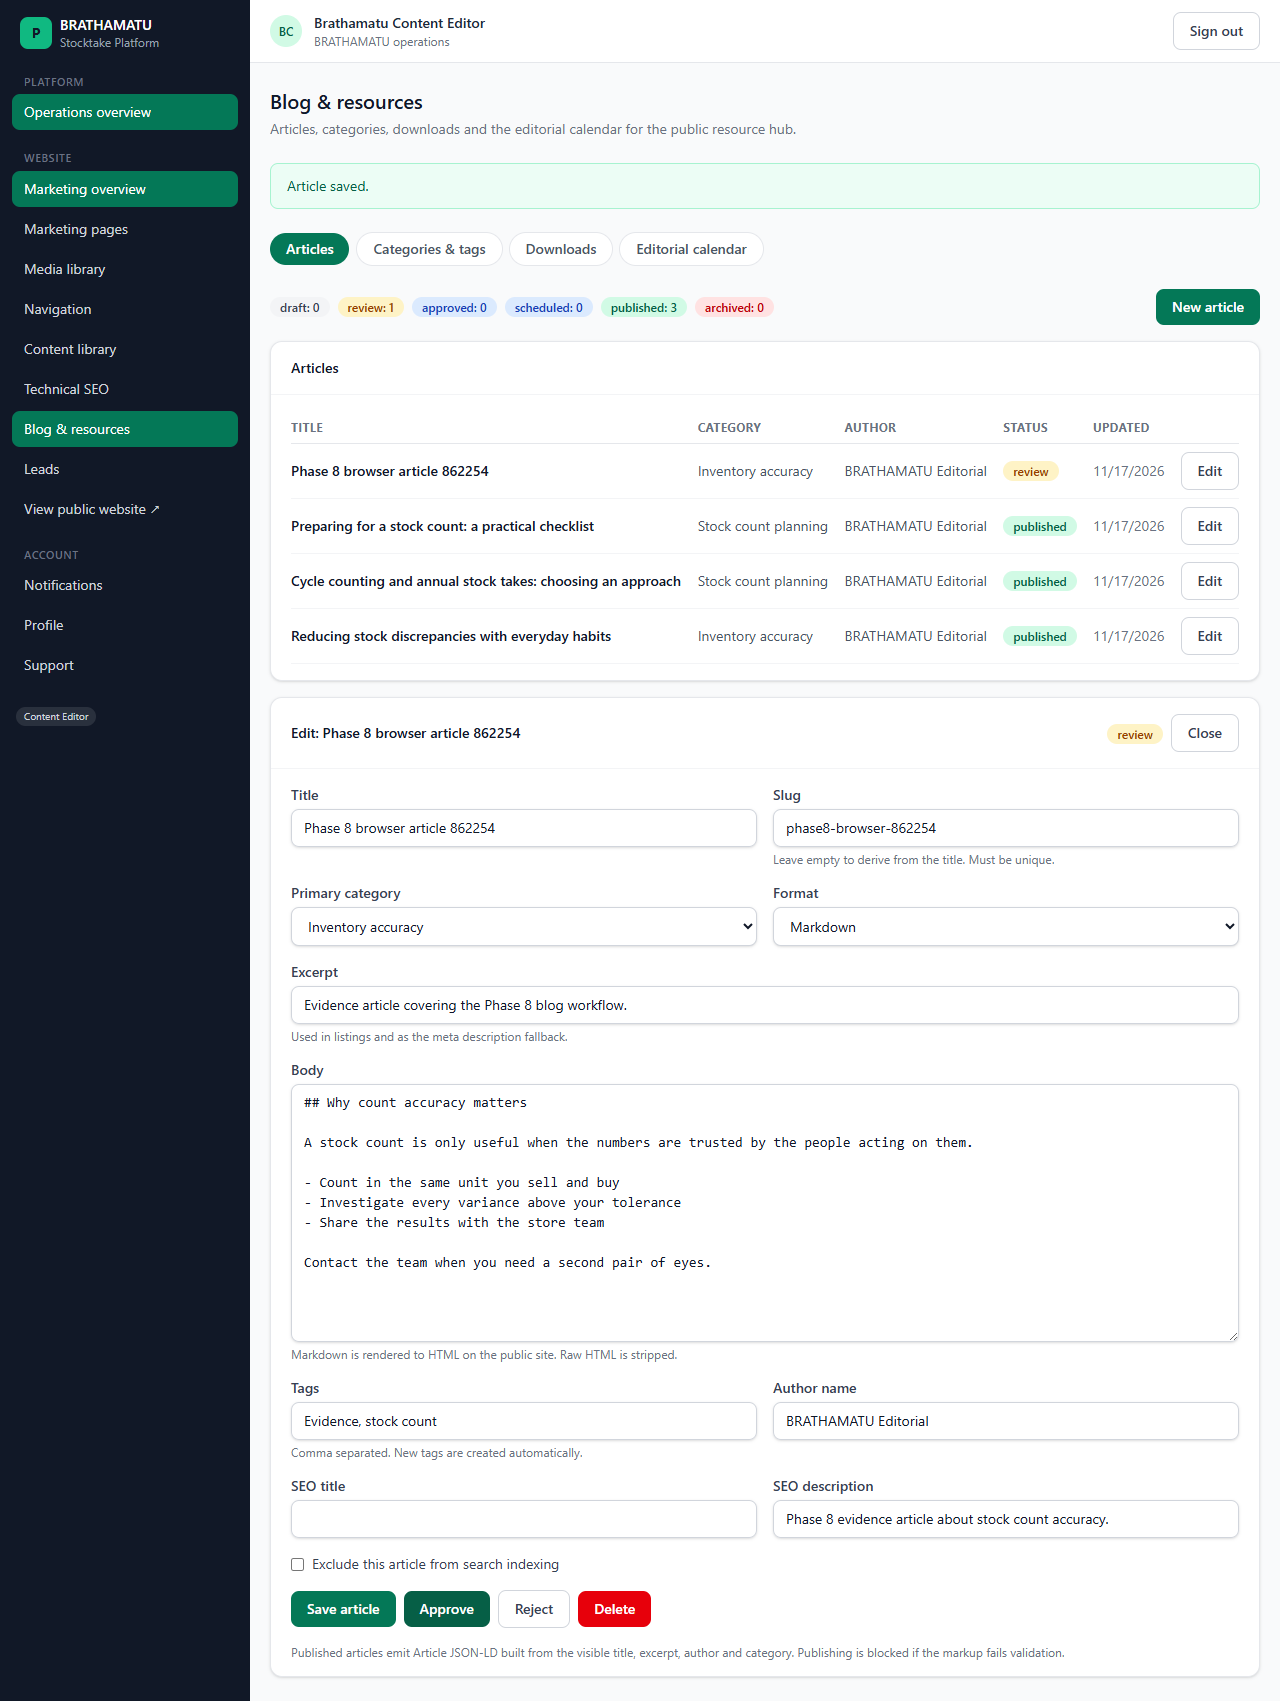 P
BRATHAMATU
Stocktake Platform
PLATFORM
Operations overview
WEBSITE
Marketing overview
Marketing pages
Media library
Navigation
Content library
Technical SEO
Blog & resources
Leads
View public website ↗
ACCOUNT
Notifications
Profile
Support
Content Editor
BC
Brathamatu Content Editor
BRATHAMATU operations
Sign out
Blog & resources
Articles, categories, downloads and the editorial calendar for the public resource hub.
Article saved.
Articles Categories & tags Downloads Editorial calendar
draft: 0 review: 1 approved: 0 scheduled: 0 published: 3 archived: 0 New article
Articles
TITLE CATEGORY AUTHOR STATUS UPDATED
Phase 8 browser article 862254 Inventory accuracy BRATHAMATU Editorial review 11/17/2026 Edit
Preparing for a stock count: a practical checklist Stock count planning BRATHAMATU Editorial published 11/17/2026 Edit
Cycle counting and annual stock takes: choosing an approach Stock count planning BRATHAMATU Editorial published 11/17/2026 Edit
Reducing stock discrepancies with everyday habits Inventory accuracy BRATHAMATU Editorial published 11/17/2026 Edit
Edit: Phase 8 browser article 862254 review Close
Title Slug
Phase 8 browser article 862254 phase8-browser-862254
Leave empty to derive from the title. Must be unique.
Primary category Format
Inventory accuracy Markdown
Excerpt
Evidence article covering the Phase 8 blog workflow.
Used in listings and as the meta description fallback.
Body
## Why count accuracy matters
A stock count is only useful when the numbers are trusted by the people acting on them.
- Count in the same unit you sell and buy
- Investigate every variance above your tolerance
- Share the results with the store team
Contact the team when you need a second pair of eyes.
Markdown is rendered to HTML on the public site. Raw HTML is stripped.
Tags Author name
Evidence, stock count BRATHAMATU Editorial
Comma separated. New tags are created automatically.
SEO title SEO description
Phase 8 evidence article about stock count accuracy.
Exclude this article from search indexing
Save article Approve Reject Delete
Published articles emit Article JSON-LD built from the visible title, excerpt, author and category. Publishing is blocked if the markup fails validation.